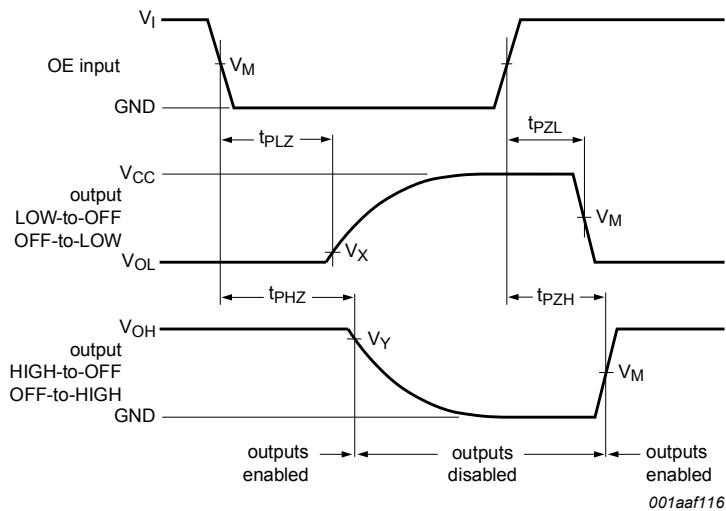 VI
OE input
VM
GND
tPLZ
tPZL
VCC
output
LOW-to-OFF
OFF-to-LOW
VM
VX
VOL
tPHZ
tPZH
VOH
output
HIGH-to-OFF
OFF-to-HIGH
VY
VM
GND
outputs
enabled
outputs
disabled
outputs
enabled
001aaf116